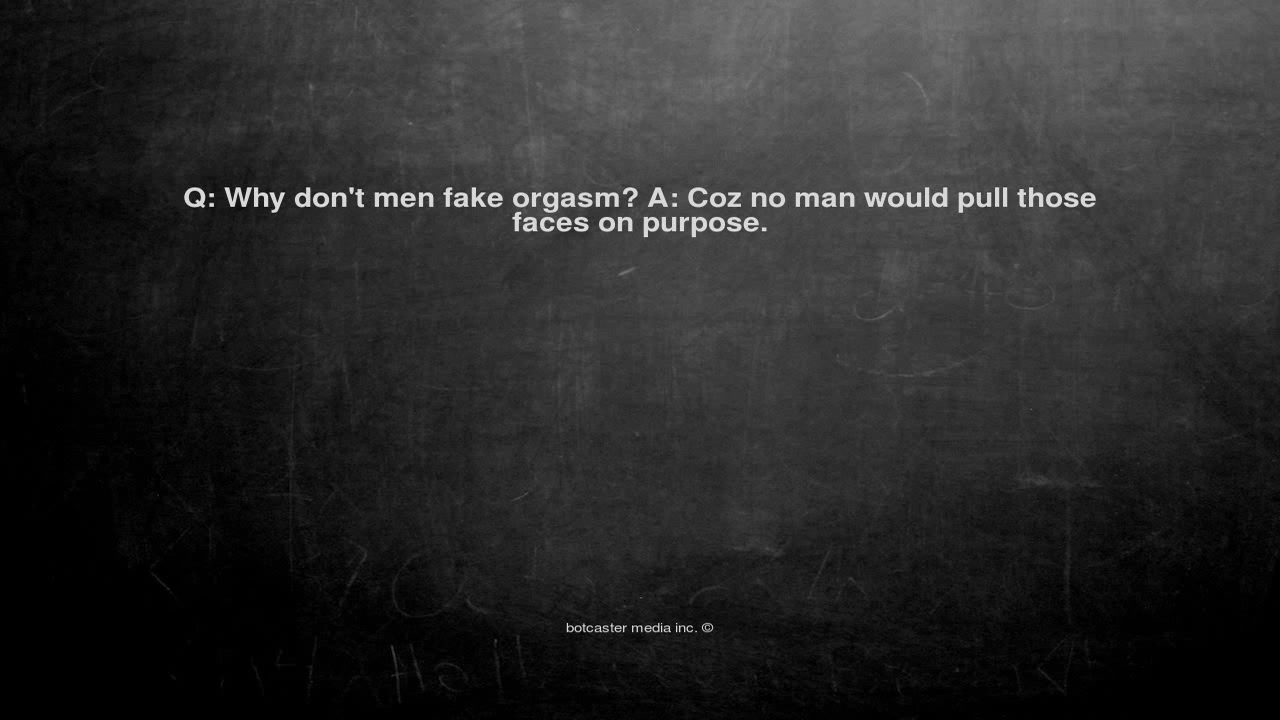 Q: Why don't men fake orgasm? A: Coz no man would pull those
faces on purpose.
botcaster media inc. ©